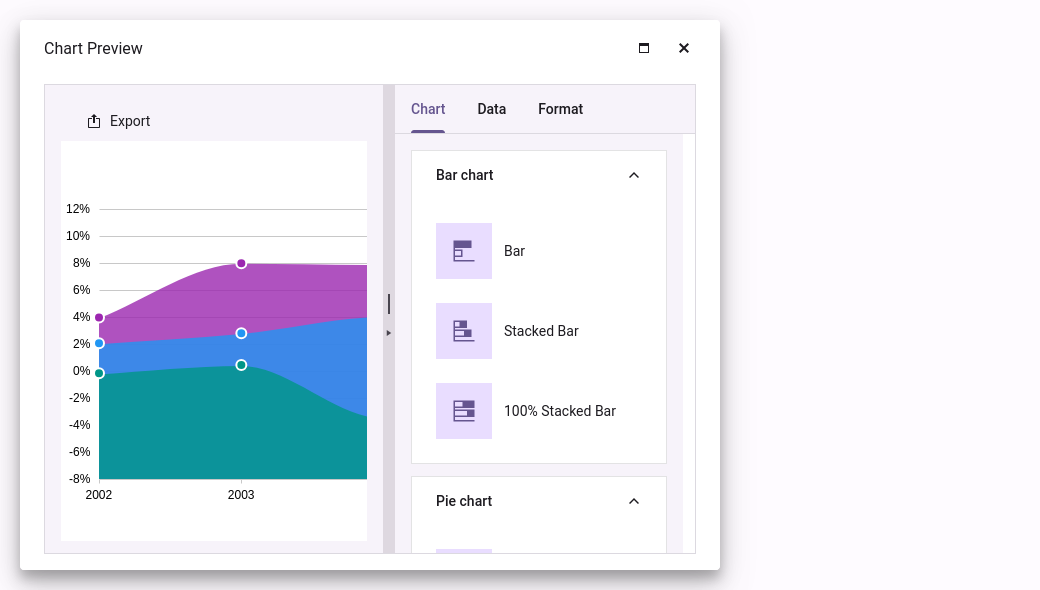 Chart Preview
Export
12%
10%
8%
6%
4%
2%
0%
-2%
-4%
-6%
-8%
2002 2003
Chart Data Format
Bar chart
Bar
Stacked Bar
100% Stacked Bar
Pie chart